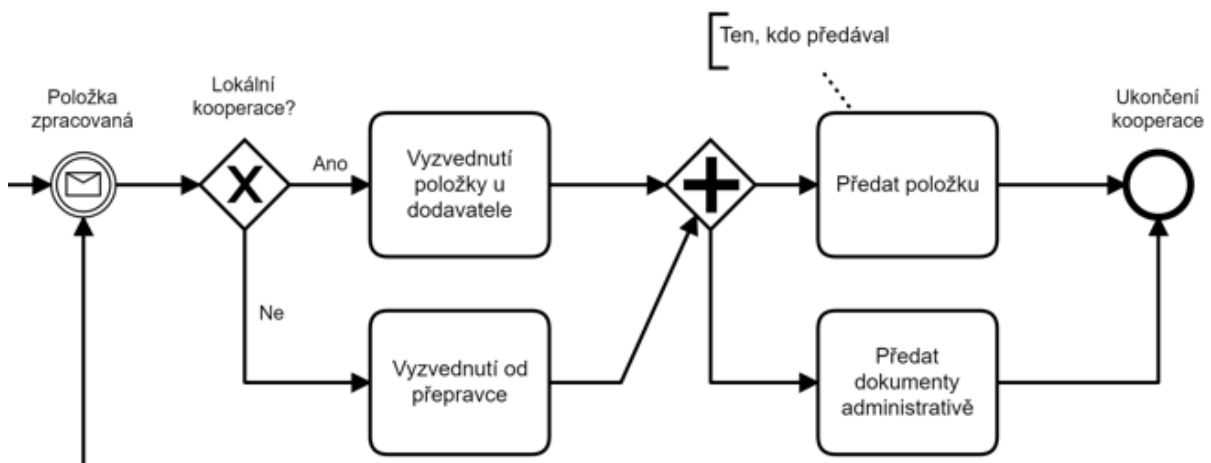 Ten, kdo předával
Položka
zpracovaná
Lokální
kooperace?
Ukončení
kooperace
Ano
Vyzvednutí
položky u
dodavatele
Předat položku
Ne
Vyzvednutí od
přepravce
Předat
dokumenty
administrativě